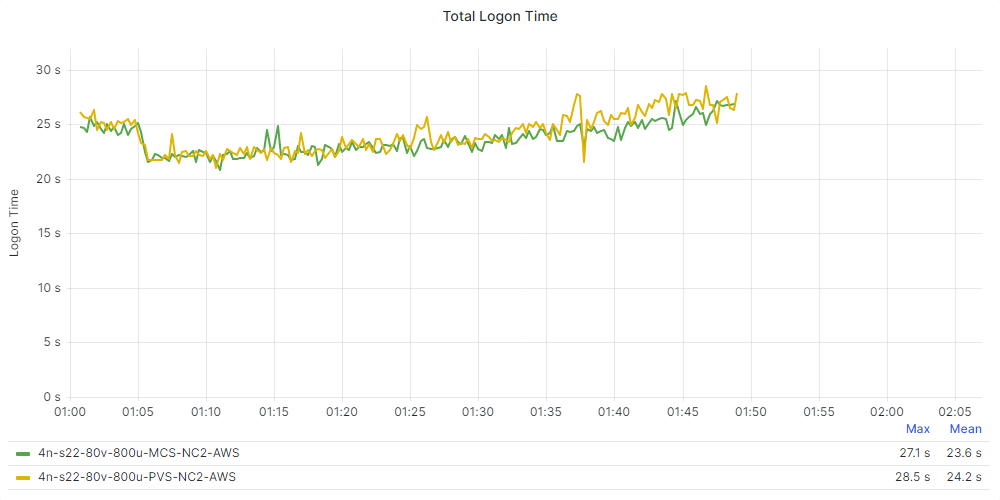 Total Logon Time
Logon Time
30 s
25 s
20 s
15 s
10 s
5 s
0 s
01:00 01:05 01:10 01:15 01:20 01:25 01:30 01:35 01:40 01:45 01:50 01:55 02:00 02:05
Max Mean
4n-s22-80v-800u-MCS-NC2-AWS 27.1 s 23.6 s
4n-s22-80v-800u-PVS-NC2-AWS 28.5 s 24.2 s